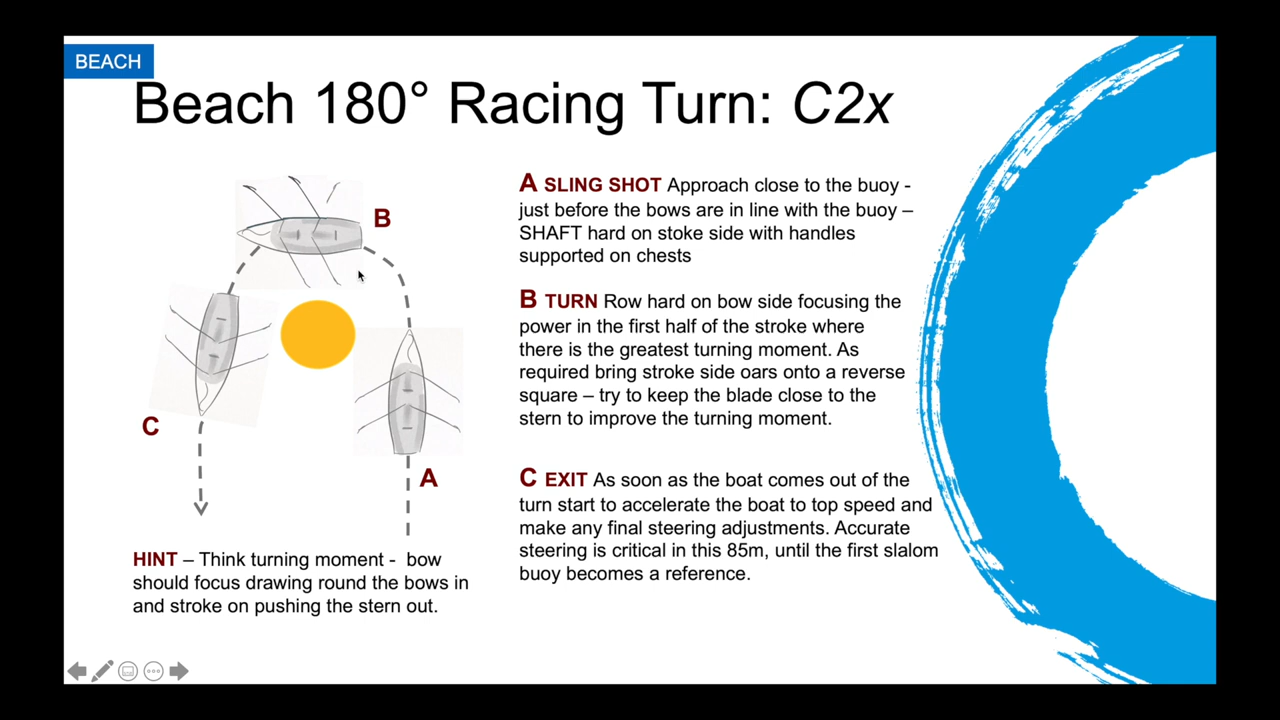 BEACH
Beach 180° Racing Turn: C2x
B
C
A
HINT – Think turning moment - bow
should focus drawing round the bows in
and stroke on pushing the stern out.
A SLING SHOT Approach close to the buoy -
just before the bows are in line with the buoy –
SHAFT hard on stoke side with handles
supported on chests
B TURN Row hard on bow side focusing the
power in the first half of the stroke where
there is the greatest turning moment. As
required bring stroke side oars onto a reverse
square – try to keep the blade close to the
stern to improve the turning moment.
C EXIT As soon as the boat comes out of the
turn start to accelerate the boat to top speed and
make any final steering adjustments. Accurate
steering is critical in this 85m, until the first slalom
buoy becomes a reference.